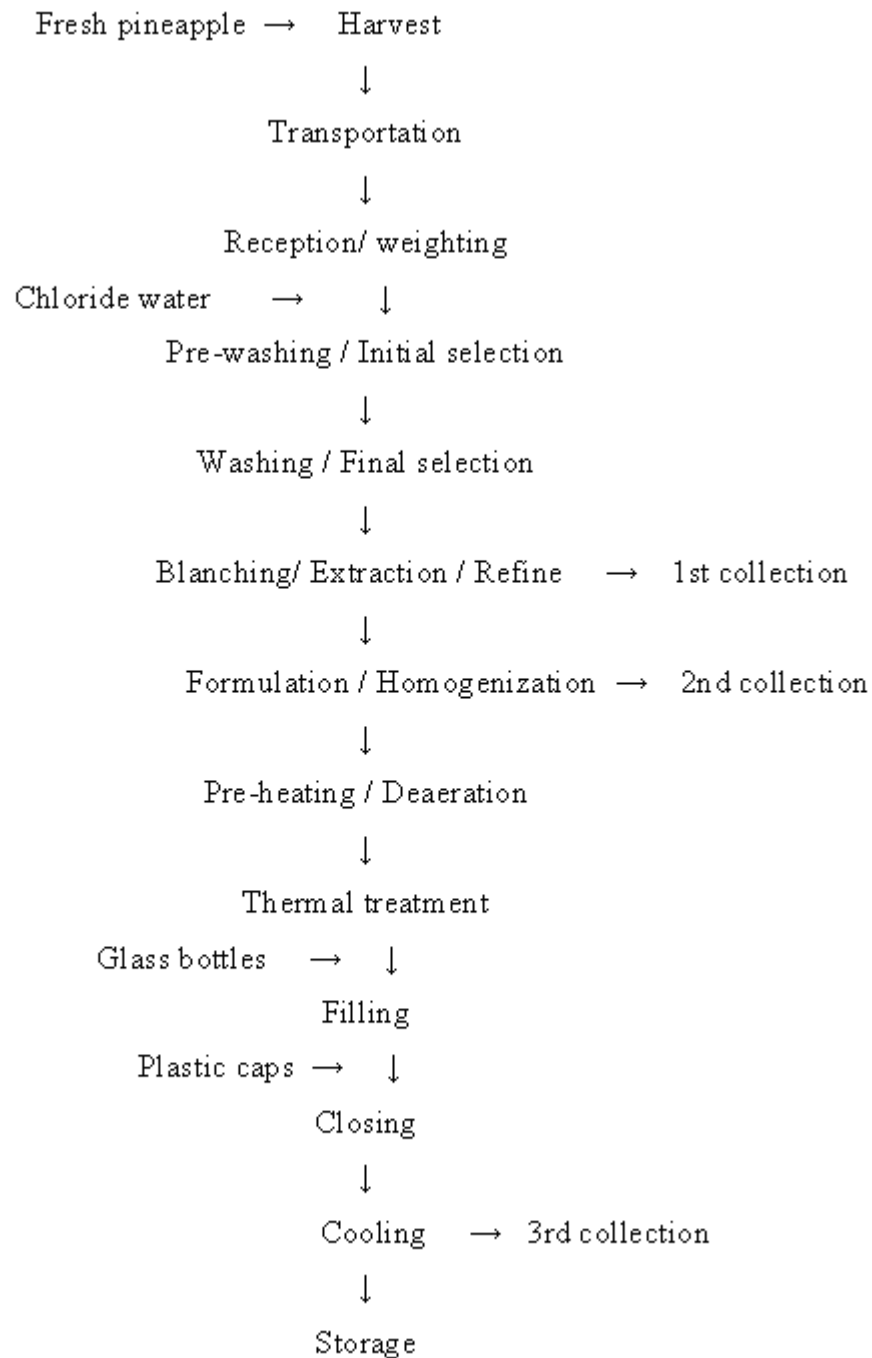 Fresh pineapple → Harvest
↓
Transportation
↓
Reception/ weighting
Chloride water → ↓
Pre-washing / Initial selection
↓
Washing / Final selection
↓
Blanching/ Extraction / Refine → 1st collection
↓
Formulation / Homogenization → 2nd collection
↓
Pre-heating / Deaeration
↓
Thermal treatment
Glass bottles → ↓
Filling
Plastic caps → ↓
Closing
↓
Cooling → 3rd collection
↓
Storage